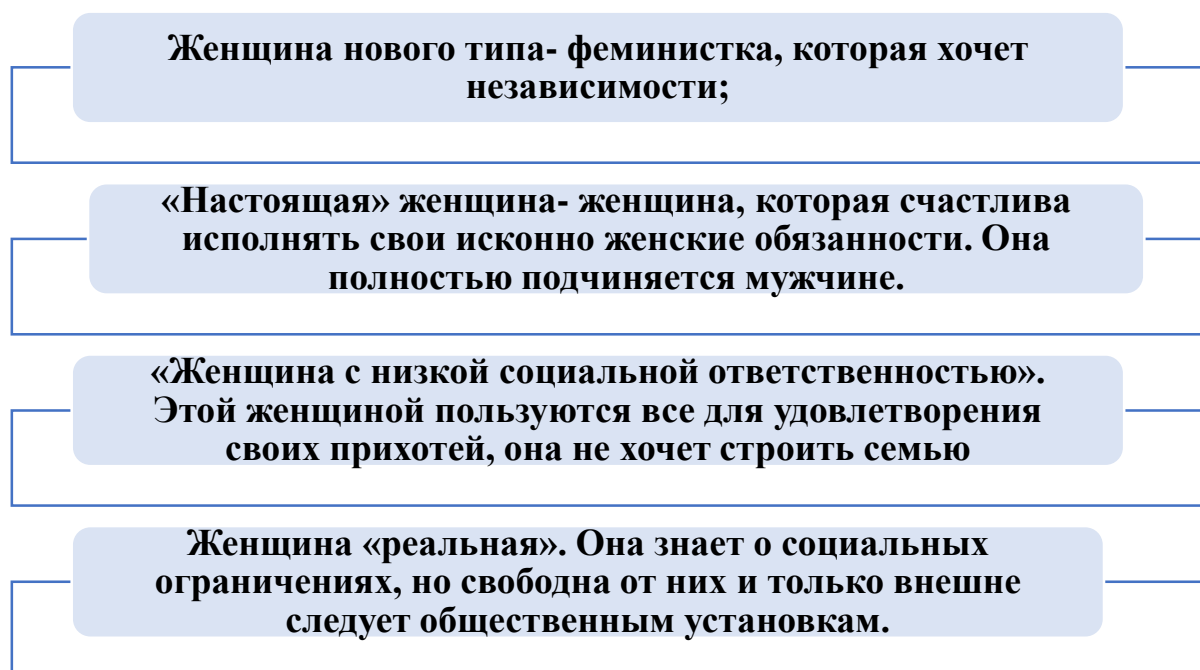 Женщина нового типа- феминистка, которая хочет
независимости;
«Настоящая» женщина- женщина, которая счастлива
исполнять свои исконно женские обязанности. Она
полностью подчиняется мужчине.
«Женщина с низкой социальной ответственностью».
Этой женщиной пользуются все для удовлетворения
своих прихотей, она не хочет строить семью
Женщина «реальная». Она знает о социальных
ограничениях, но свободна от них и только внешне
следует общественным установкам.